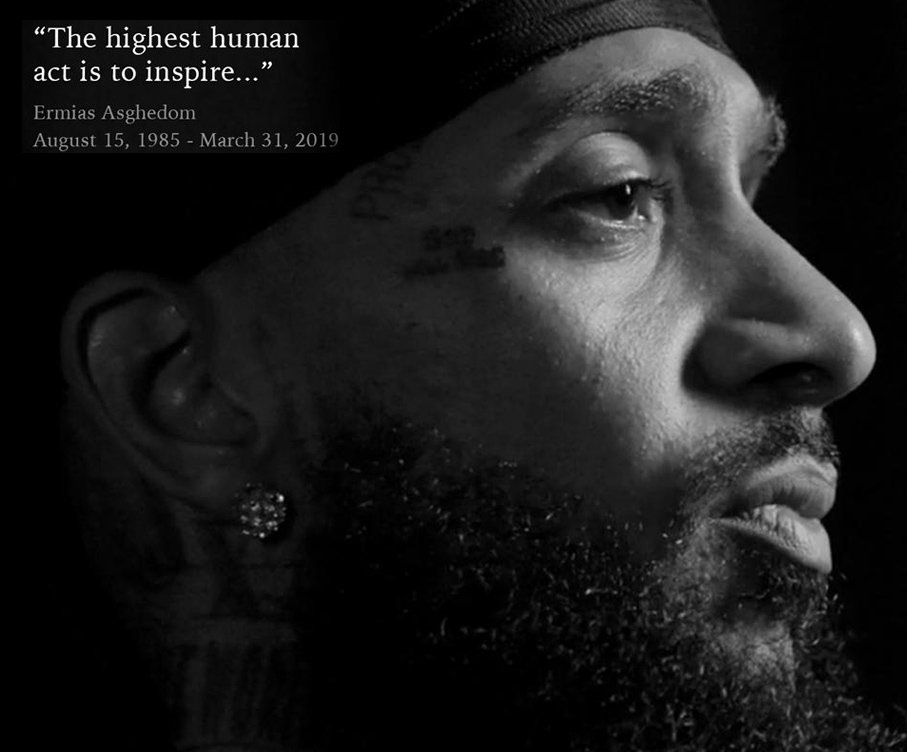 “The highest human
act is to inspire...”
Ermias Asghedom
August 15, 1985 - March 31, 2019